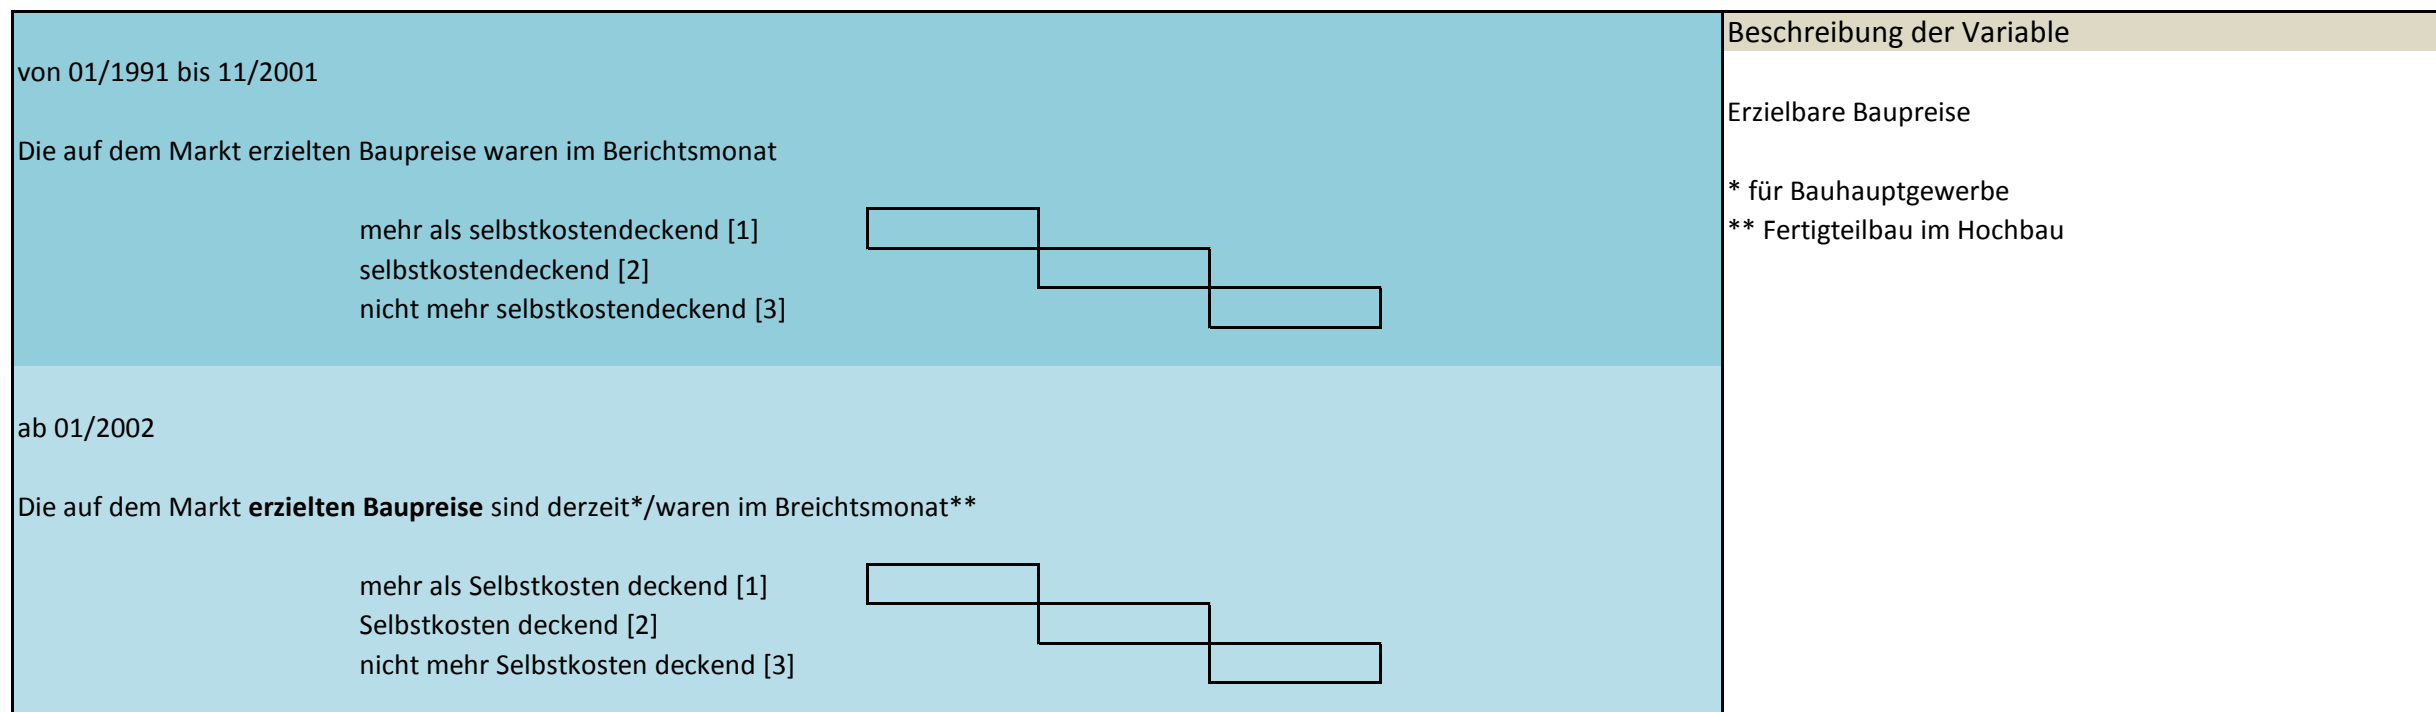 von 01/1991 bis 11/2001
Die auf dem Markt erzielten Baupreise waren im Berichtsmonat
mehr als selbstkostendeckend [1]
selbstkostendeckend [2]
nicht mehr selbstkostendeckend [3]
ab 01/2002
Die auf dem Markt erzielten Baupreise sind derzeit*/waren im Breichtsmonat**
mehr als Selbstkosten deckend [1]
Selbstkosten deckend [2]
nicht mehr Selbstkosten deckend [3]
Beschreibung der Variable
Erzielbare Baupreise
* für Bauhauptgewerbe
** Fertigteilbau im Hochbau